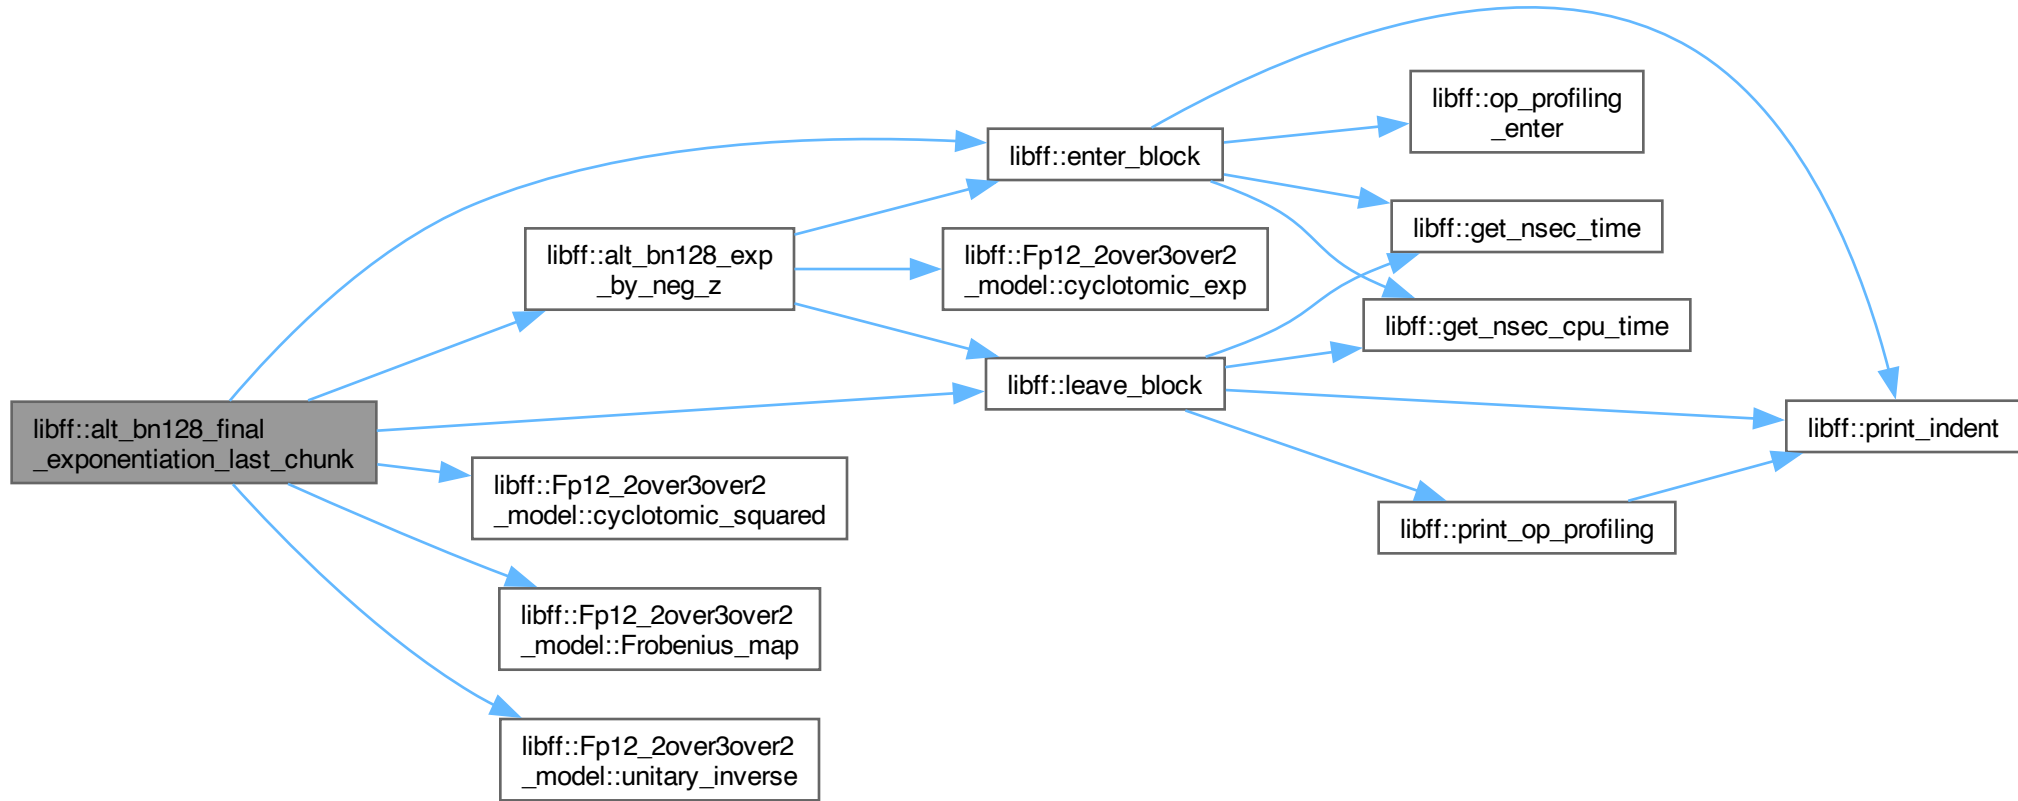 libff::alt_bn128_final
_exponentiation_last_chunk
libff::alt_bn128_exp
_by_neg_z
libff::enter_block
libff::op_profiling
_enter
libff::get_nsec_time
libff::Fp12_2over3over2
_model::cyclotomic_exp
libff::get_nsec_cpu_time
libff::leave_block
libff::print_indent
libff::Fp12_2over3over2
_model::cyclotomic_squared
libff::print_op_profiling
libff::Fp12_2over3over2
_model::Frobenius_map
libff::Fp12_2over3over2
_model::unitary_inverse